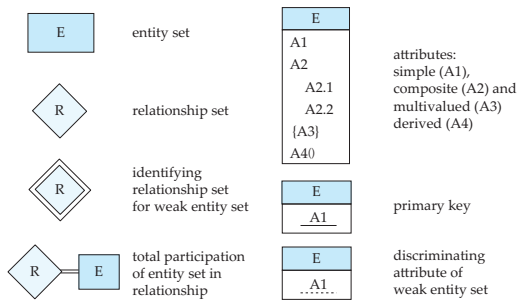 E
entity set
R
relationship set
R
identifying
relationship set
for weak entity set
R
E
total participation
of entity set in
relationship
E
A1
A2
A2.1
A2.2
{A3}
A4()
attributes:
simple (A1),
composite (A2) and
multivalued (A3)
derived (A4)
E
A1
primary key
E
A1
discriminating
attribute of
weak entity set